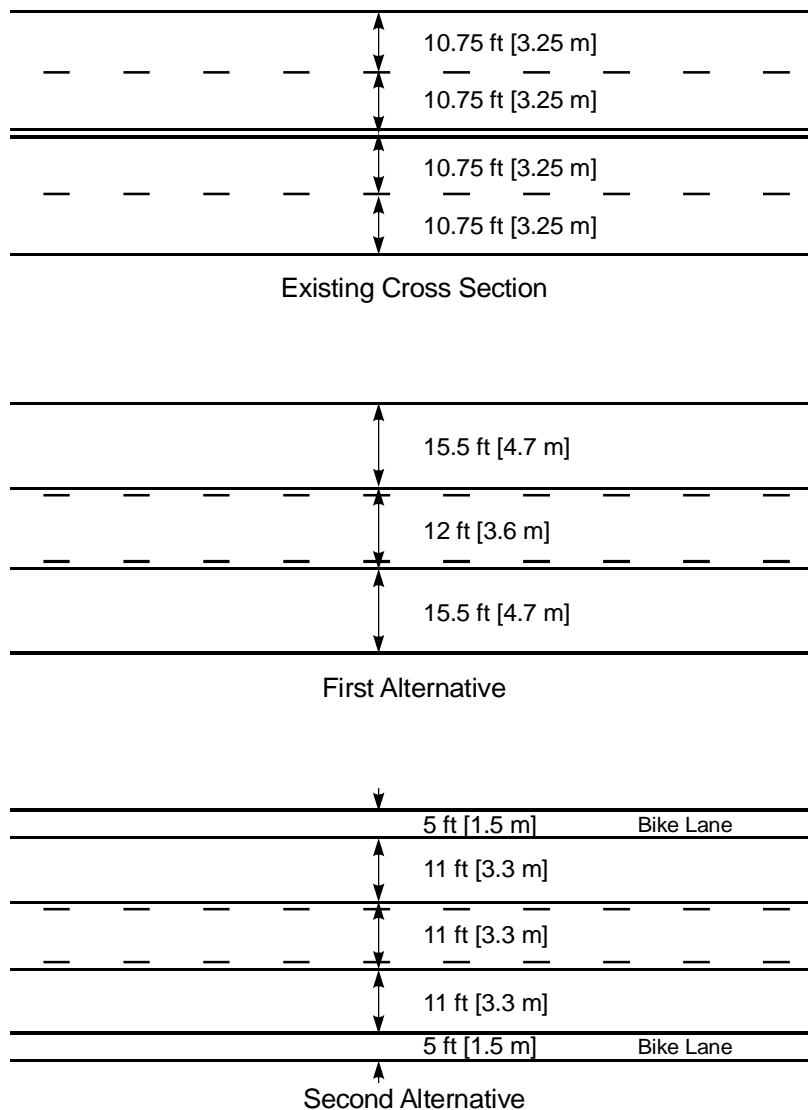 10.75 ft [3.25 m]
10.75 ft [3.25 m]
10.75 ft [3.25 m]
10.75 ft [3.25 m]
Existing Cross Section
15.5 ft [4.7 m]
12 ft [3.6 m]
15.5 ft [4.7 m]
First Alternative
5 ft [1.5 m] Bike Lane
11 ft [3.3 m]
11 ft [3.3 m]
11 ft [3.3 m]
5 ft [1.5 m] Bike Lane
Second Alternative